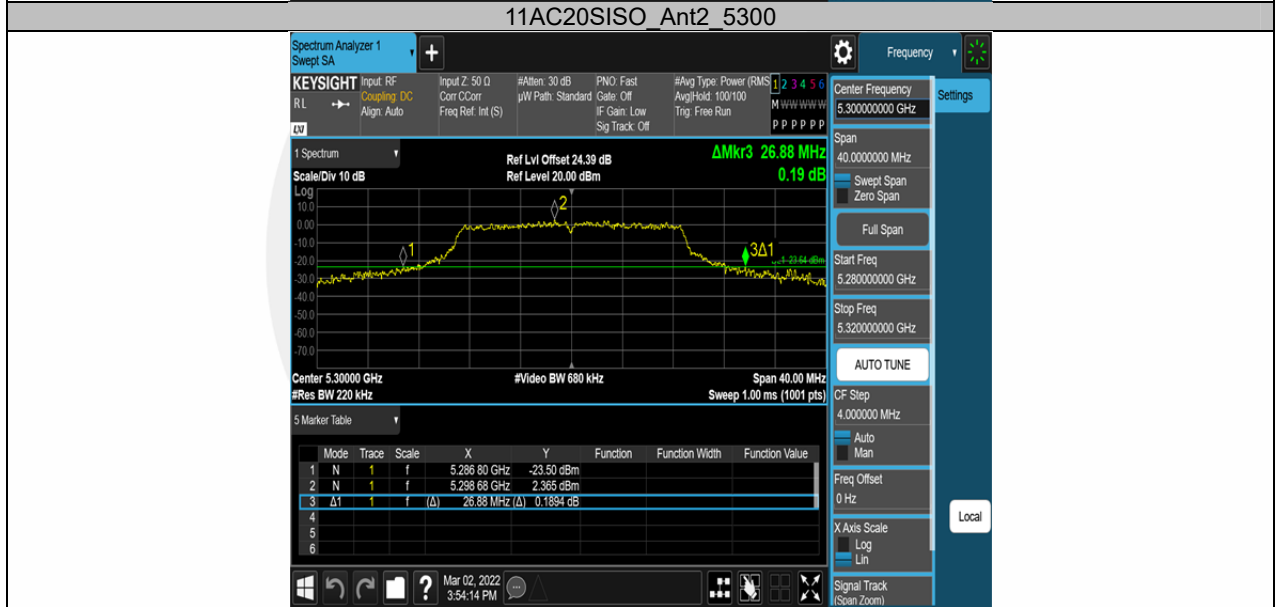 11AC20SISO_Ant2_5300
Spectrum Analyzer 1
Swept SA
+
Frequency
KEYSIGHT Input: RF
RL
Coupling: DC
Align: Auto
LXI
Input Z: 50 Ω
Corr CCorr
Freq Ref: Int (S)
#Atten: 30 dB
µW Path: Standard
PNO: Fast
Gate: Off
IF Gain: Low
Sig Track: Off
#Avg Type: Power (RMS
Avg|Hold: 100/100
Trig: Free Run
1 2 3 4 5 6
M W W W W W
P P P P P P
1 Spectrum
Scale/Div 10 dB
Ref Lvl Offset 24.39 dB
Ref Level 20.00 dBm
ΔMkr3 26.88 MHz
0.19 dB
Log
10.0
0.00
-10.0
-20.0
-30.0
-40.0
-50.0
-60.0
-70.0
1
2
3Δ1
-23.64 dBm
Center 5.30000 GHz
#Res BW 220 kHz
#Video BW 680 kHz
Span 40.00 MHz
Sweep 1.00 ms (1001 pts)
5 Marker Table
Mode Trace Scale X Y Function Function Width Function Value
1 N 1 f 5.286 80 GHz -23.50 dBm
2 N 1 f 5.298 68 GHz 2.365 dBm
3 Δ1 1 f (Δ) 26.88 MHz (Δ) 0.1894 dB
4
5
6
Center Frequency
5.300000000 GHz
Settings
Span
40.0000000 MHz
Swept Span
Zero Span
Full Span
Start Freq
5.280000000 GHz
Stop Freq
5.320000000 GHz
AUTO TUNE
CF Step
4.000000 MHz
Auto
Man
Freq Offset
0 Hz
X Axis Scale
Log
Lin
Signal Track
(Span Zoom)
Local
?
Mar 02, 2022
3:54:14 PM